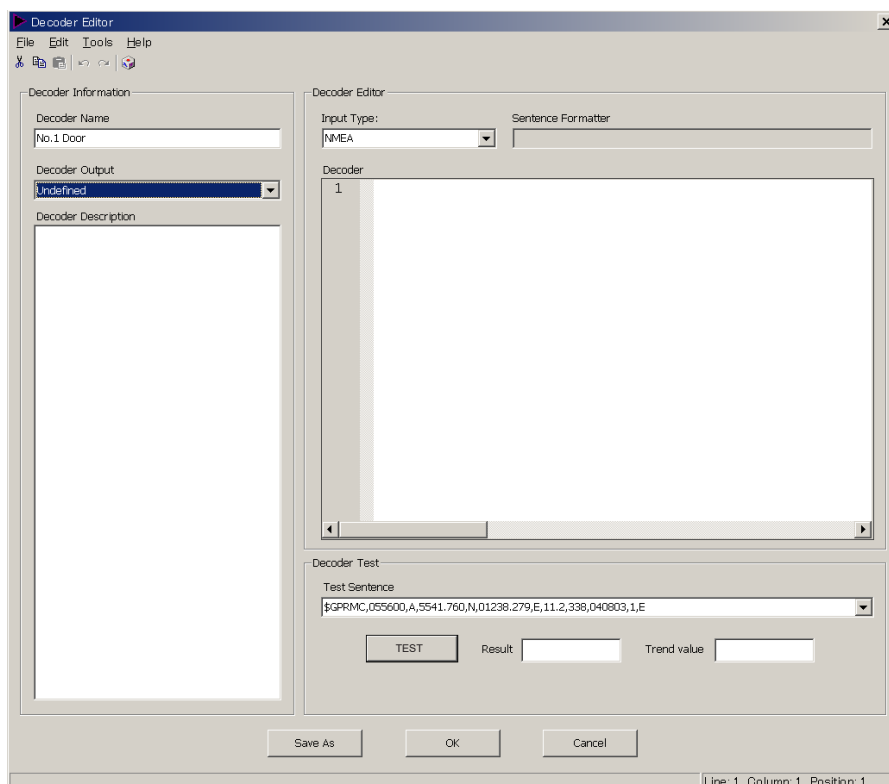 Decoder Editor
File Edit Tools Help
Decoder Information
Decoder Name
No.1 Door
Decoder Output
Undefined
Decoder Description
Decoder Editor
Input Type:
Sentence Formatter
NMEA
Decoder
1
Decoder Test
Test Sentence
$GPRMC,055600,A,5541.760,N,01238.279,E,11.2,338,040803,1,E
TEST
Result
Trend value
Save As
OK
Cancel
Line: 1 Column: 1 Position: 1